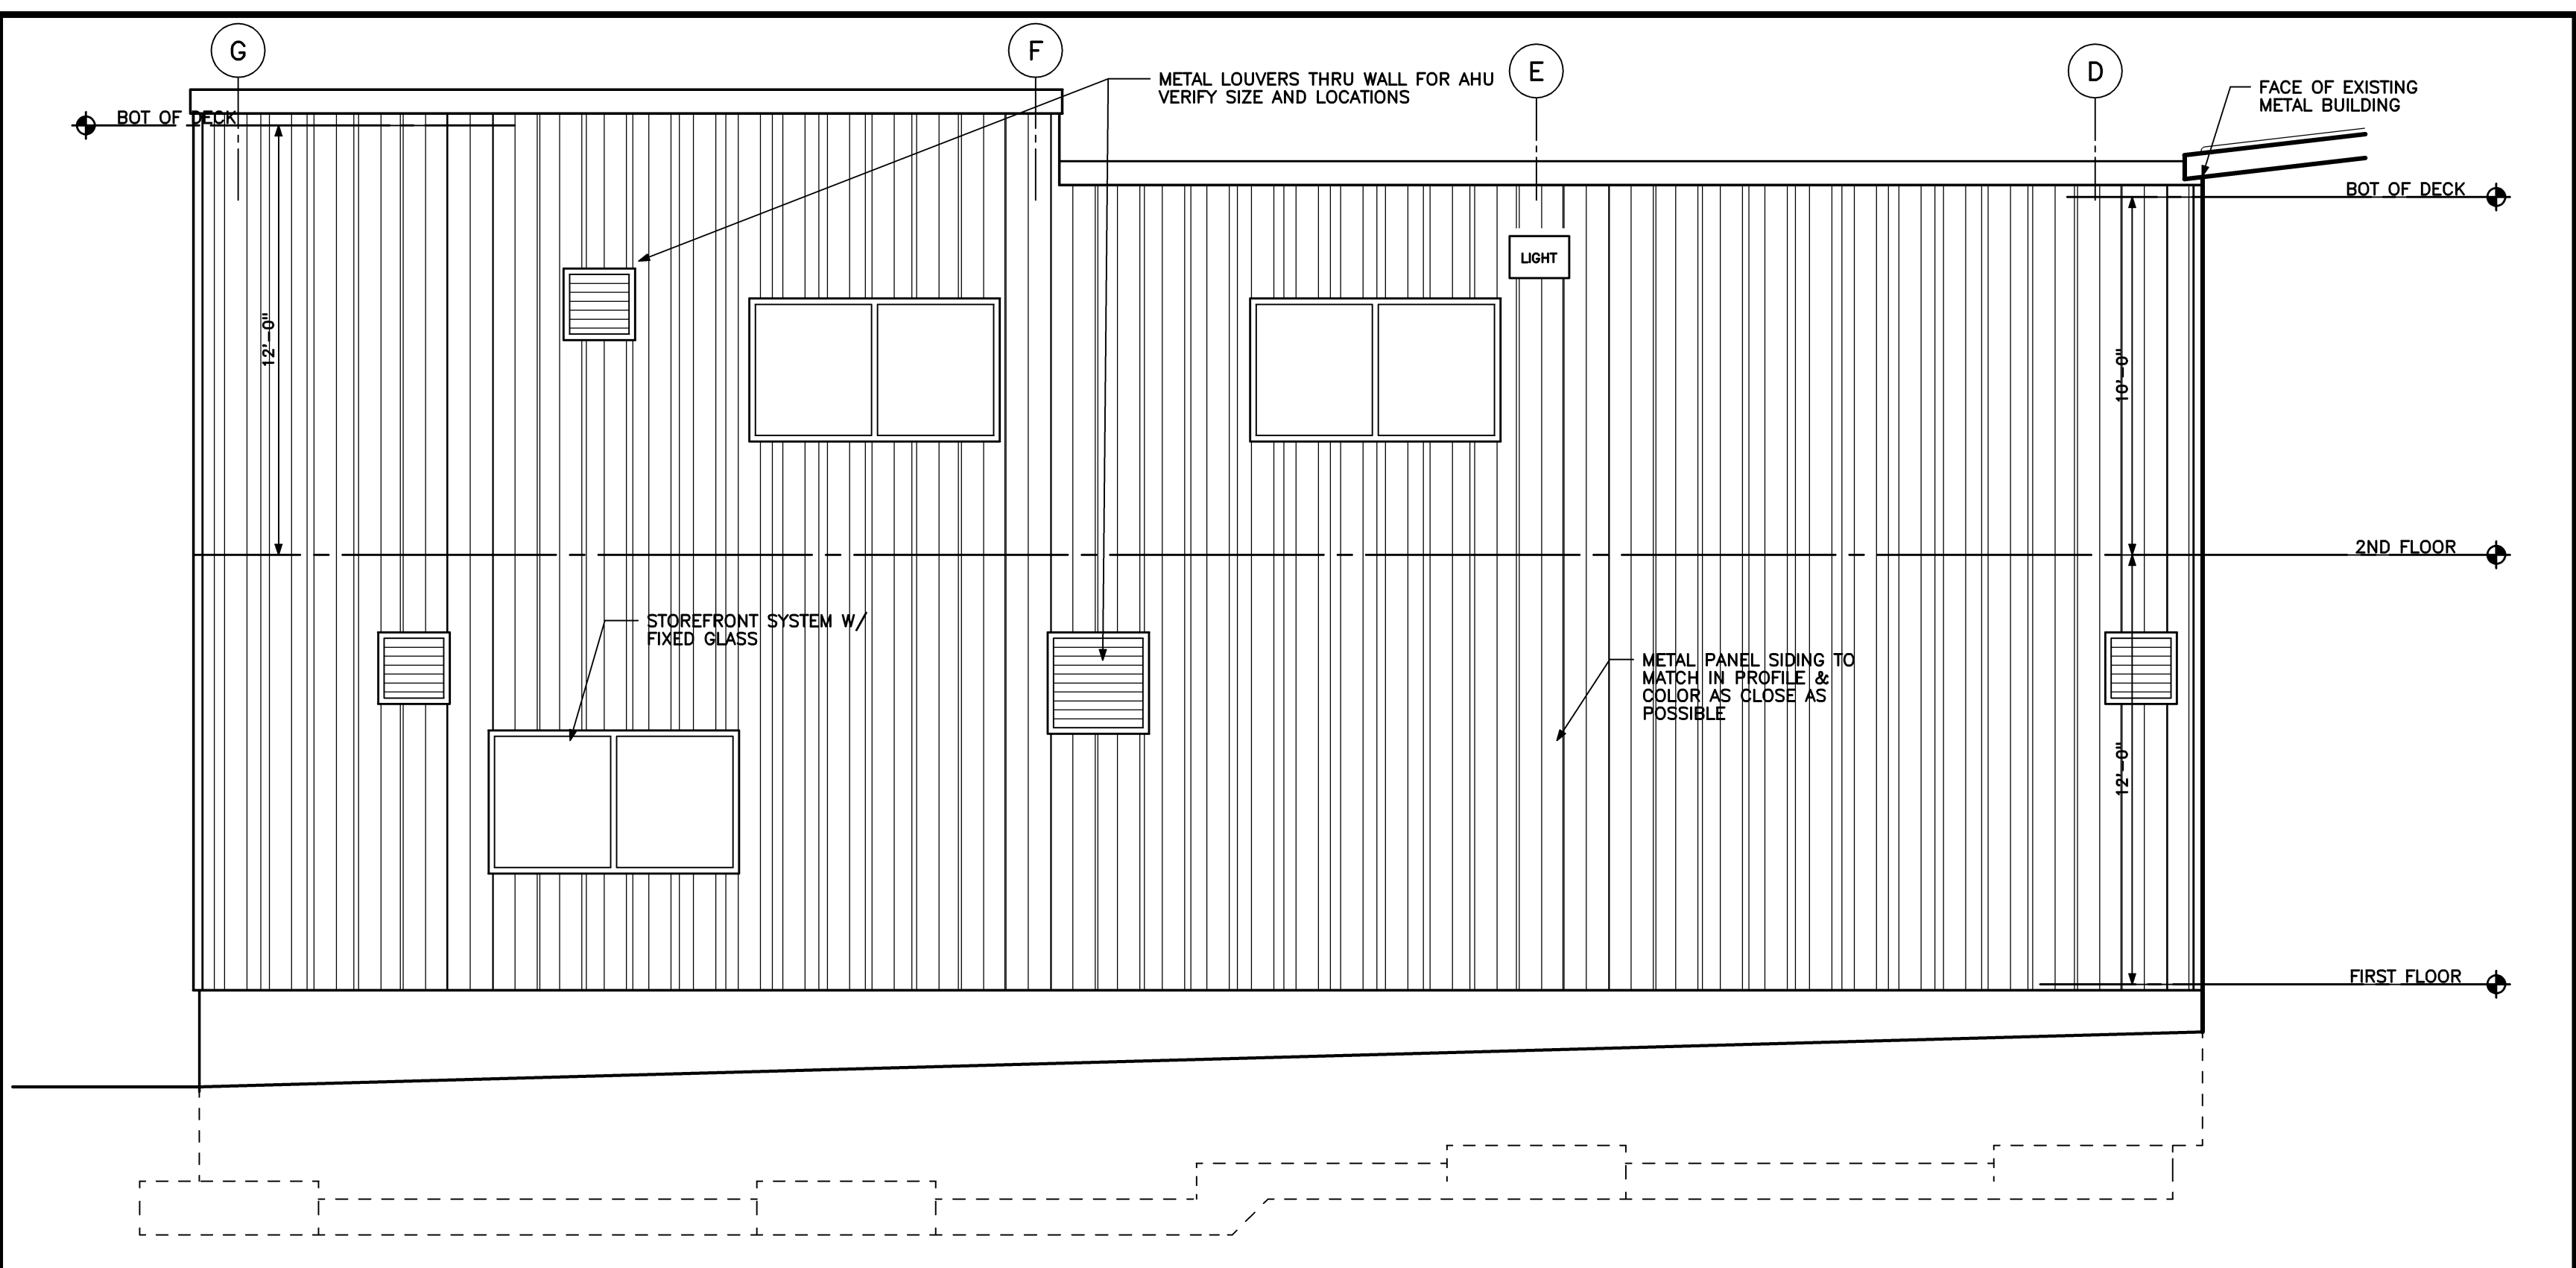 G
F
E
D
METAL LOUVERS THRU WALL FOR AHU
VERIFY SIZE AND LOCATIONS
FACE OF EXISTING
METAL BUILDING
BOT OF DECK
BOT OF DECK
LIGHT
12'-0"
10'-0"
2ND FLOOR
STOREFRONT SYSTEM W/
FIXED GLASS
METAL PANEL SIDING TO
MATCH IN PROFILE &
COLOR AS CLOSE AS
POSSIBLE
12'-0"
FIRST FLOOR